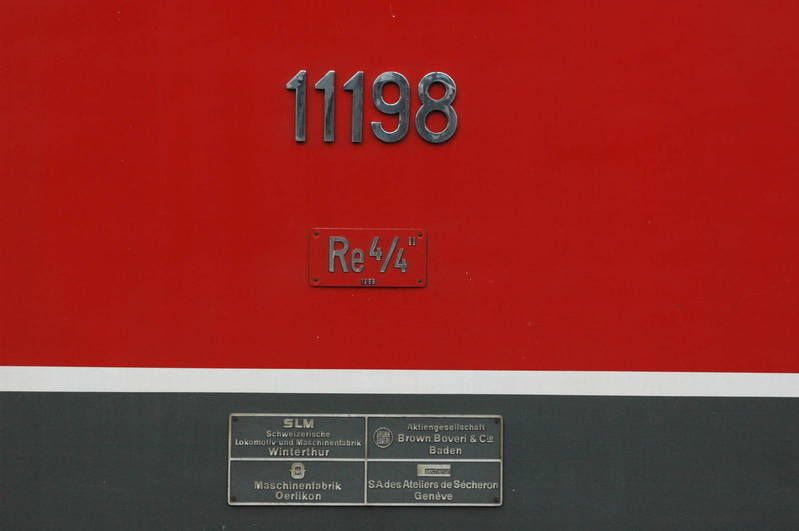 11198
Re 4/4 II
SLM
Schweizerische
Lokomotiv und Maschinenfabrik
Winterthur
Aktiengesellschaft
Brown Boveri & Cie
Baden
Maschinenfabrik
Oerlikon
S.A des Ateliers de Sécheron
Genève